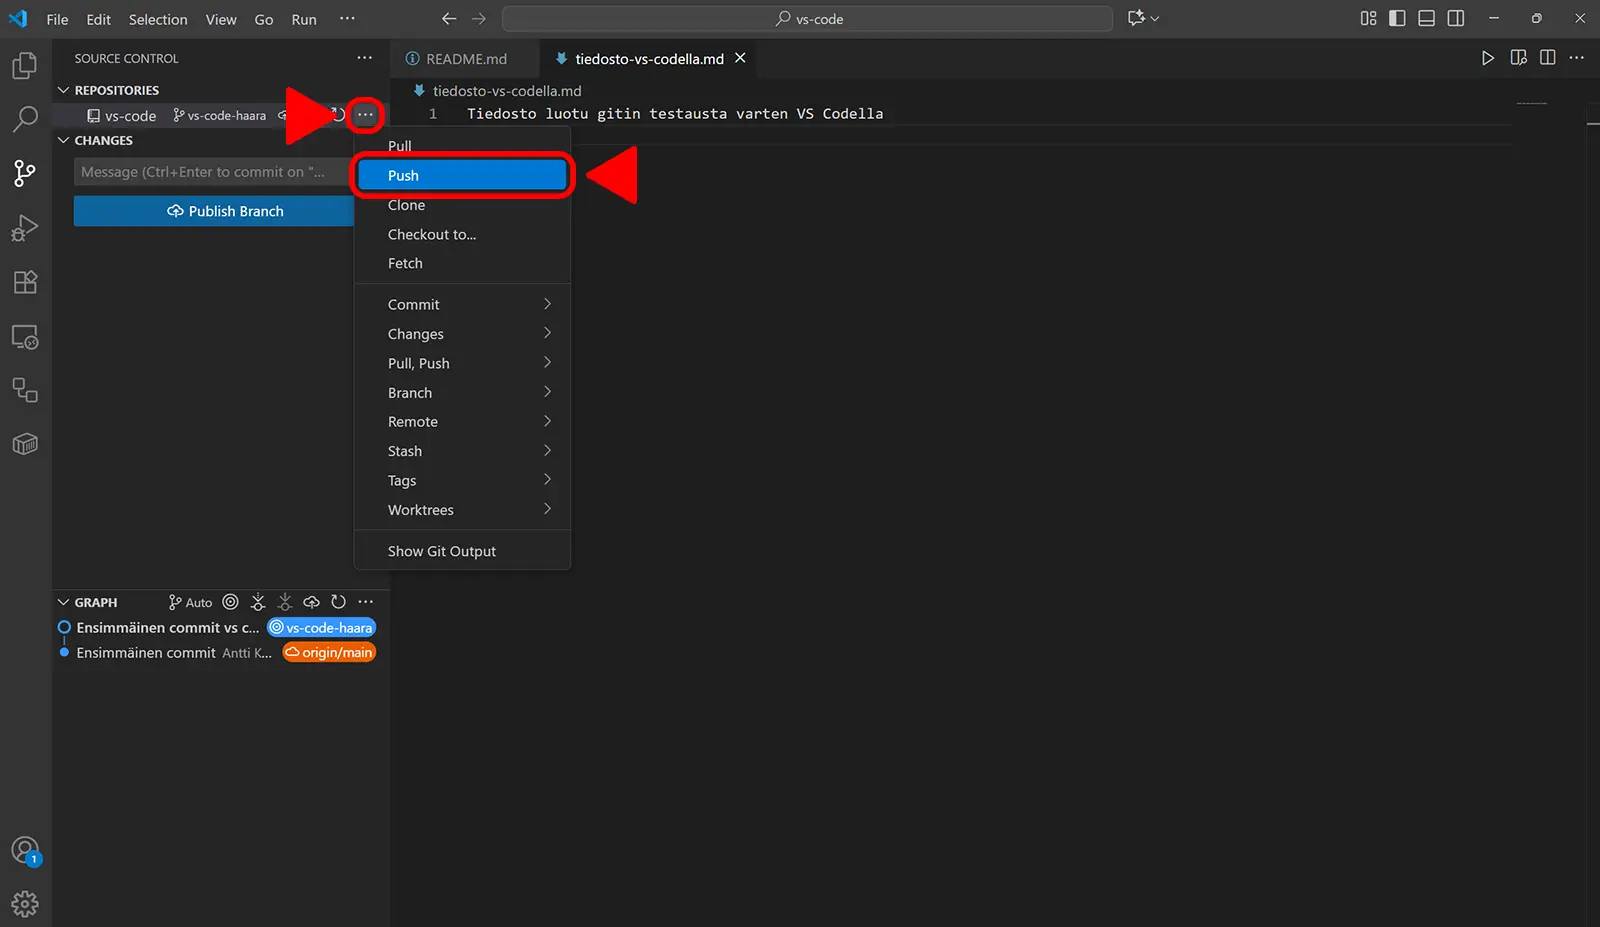 File Edit Selection View Go Run ···
vs-code
SOURCE CONTROL ···
README.md
tiedosto-vs-codella.md
REPOSITORIES
vs-code vs-code-haara ···
tiedosto-vs-codella.md
1 Tiedosto luotu gitin testausta varten VS Codella
CHANGES
Message (Ctrl+Enter to commit on "...
Publish Branch
Pull
Push
Clone
Checkout to...
Fetch
Commit
Changes
Pull, Push
Branch
Remote
Stash
Tags
Worktrees
Show Git Output
GRAPH Auto ···
Ensimmäinen commit vs c... vs-code-haara
Ensimmäinen commit Antti K... origin/main
1